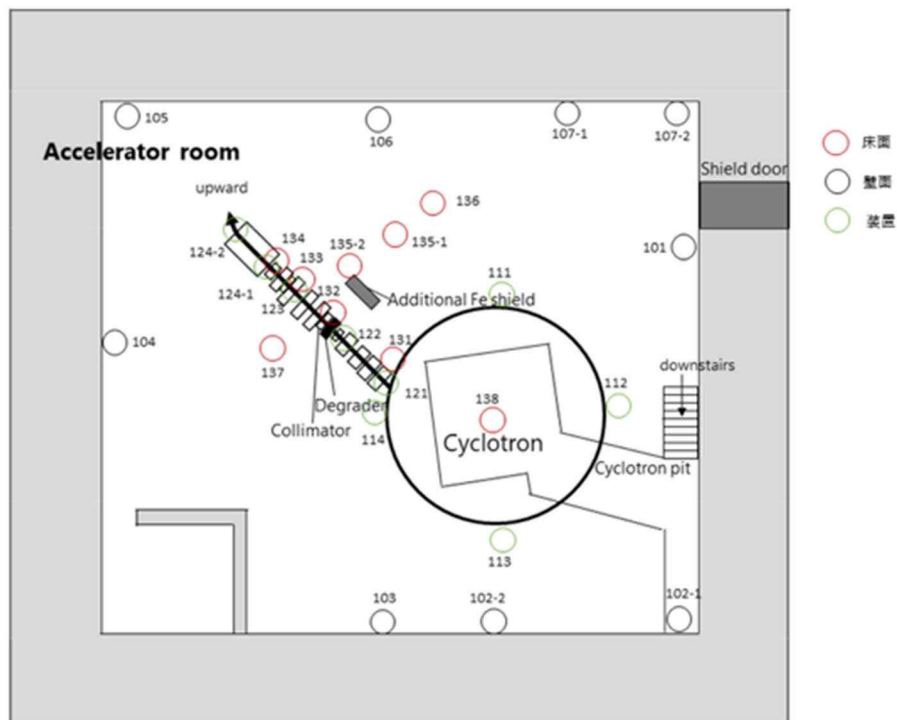 105
106
107-1
107-2
Accelerator room
Shield door
床面
壁面
装置
upward
136
134
135-2
135-1
101
124-2
133
111
124-1
132
Additional Fe shield
123
122
131
104
137
121
112
downstairs
138
Degrader
Collimator
114
Cyclotron
Cyclotron pit
113
103
102-2
102-1